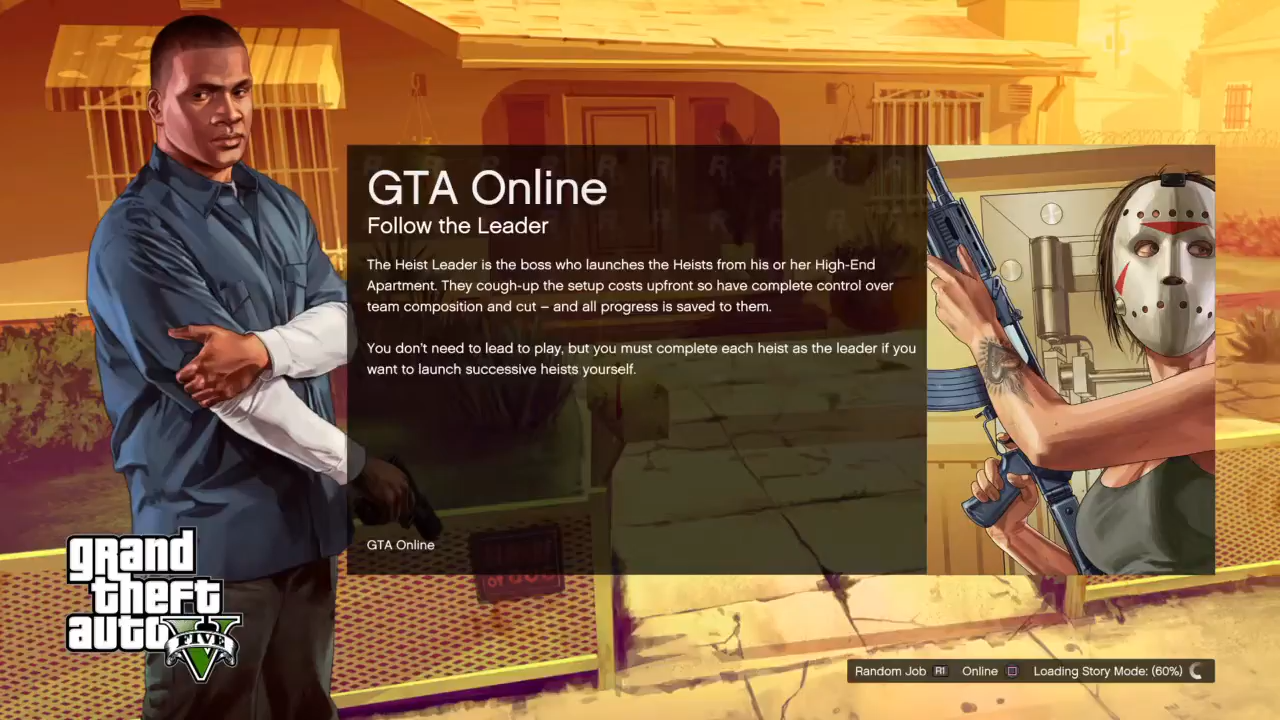 GTA Online
Follow the Leader
The Heist Leader is the boss who launches the Heists from his or her High-End
Apartment. They cough-up the setup costs upfront so have complete control over
team composition and cut – and all progress is saved to them.
You don't need to lead to play, but you must complete each heist as the leader if you
want to launch successive heists yourself.
GTA Online
grand
theft
auto
V
FIVE
Random Job R1 Online Loading Story Mode: (60%)